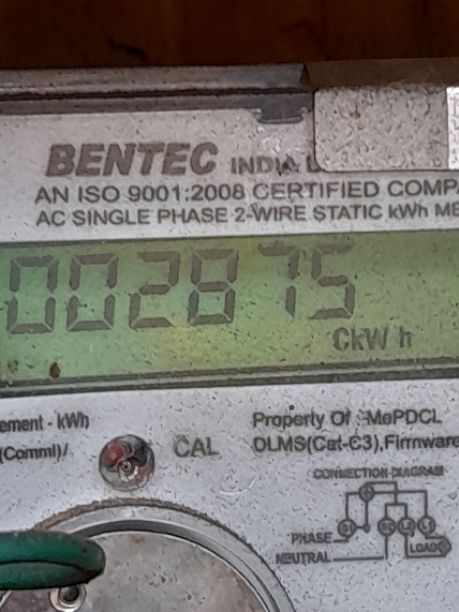 BENTEC INDIA
AN ISO 9001:2008 CERTIFIED COMPA
AC SINGLE PHASE 2-WIRE STATIC kWh ME
002875
CkW h
ement - kWh
(Comml)/
CAL
Property Of MePDCL
DLMS(Cat-C3),Firmware
CONNECTION DIAGRAM
PHASE
NEUTRAL
LOAD